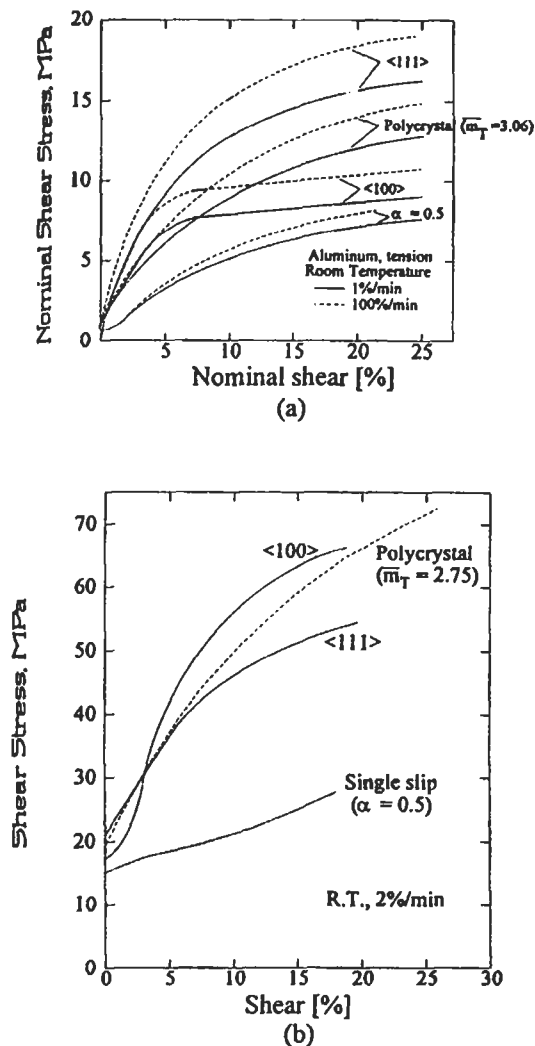 20
15
10
5
0
Nominal Shear Stress, MPa
<111>
Polycrystal (m̅_T = 3.06)
<100>
α = 0.5
Aluminum, tension
Room Temperature
1%/min
100%/min
5 10 15 20 25
Nominal shear [%]
(a)
70
60
50
40
30
20
10
0
Shear Stress, MPa
<100>
Polycrystal
(m̅_T = 2.75)
<111>
Single slip
(α = 0.5)
R.T., 2%/min
0 5 10 15 20 25 30
Shear [%]
(b)